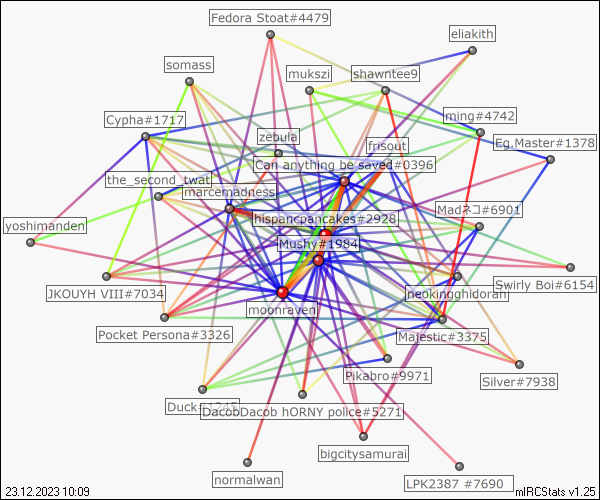 Fedora Stoat#4479
eliakith
somass
mukszi
shawntee9
Cypha#1717
ming#4742
zebula
frisout
Eg.Master#1378
Can anything be saved#0396
the_second_twat
marcemadness
hispancpancakes#2928
Madネコ#6901
yoshimanden
Mushy#1984
JKOUYH VIII#7034
neokingghidorah
Swirly Boi#6154
moonraven
Pocket Persona#3326
Majestic#3375
Pikabro#9971
Silver#7938
DacobDacob hORNY police#5271
bigcitysamurai
normalwan
LPK2387 #7690
23.12.2023 10:09
mIRCStats v1.25